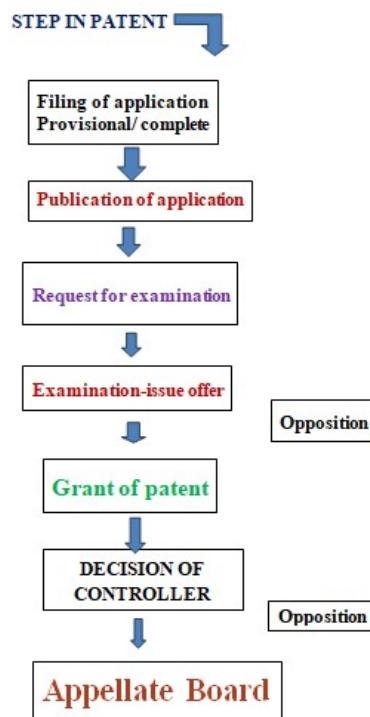 STEP IN PATENT
Filing of application
Provisional/ complete
Publication of application
Request for examination
Examination-issue offer
Opposition
Grant of patent
DECISION OF
CONTROLLER
Opposition
Appellate Board